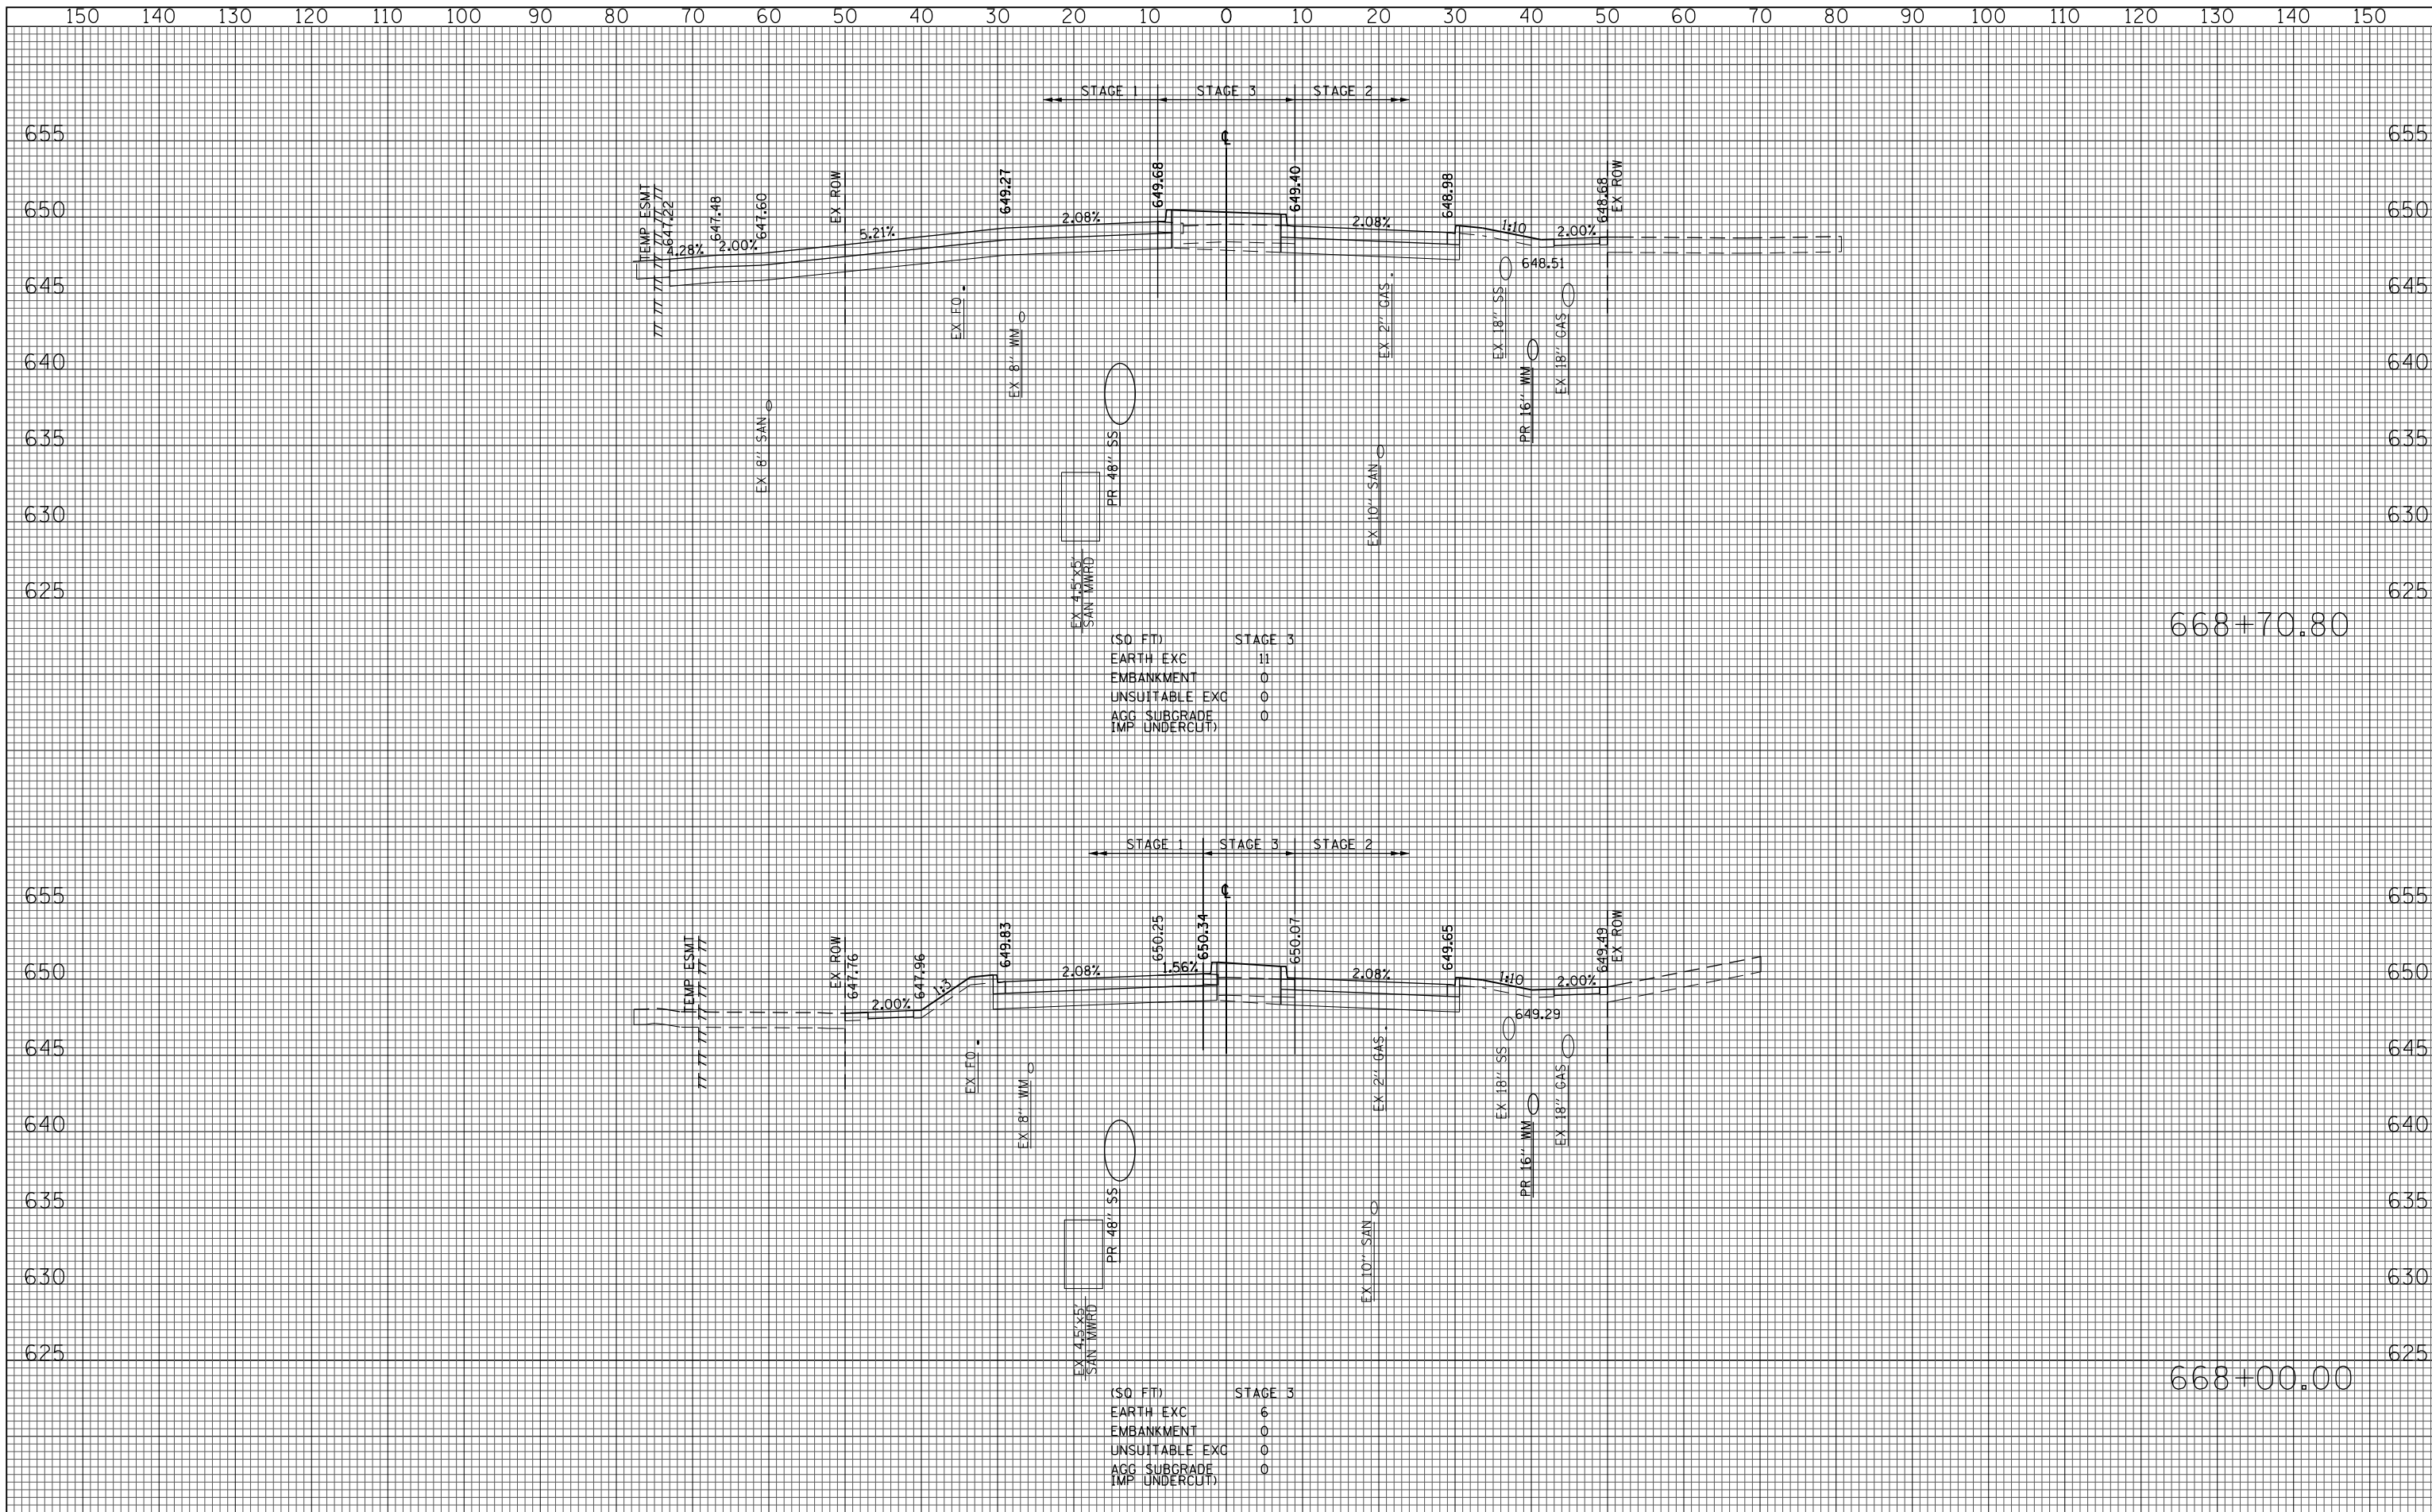 150 140 130 120 110 100 90 80 70 60 50 40 30 20 10 0 10 20 30 40 50 60 70 80 90 100 110 120 130 140 150
STAGE 1 STAGE 3 STAGE 2
655 ℄ 655
650 TEMP ESMT 647.22 647.48 647.60 EX ROW 649.27 649.68 649.40 648.98 648.68 EX ROW 650
4.28% 2.00% 5.21% 2.08% 2.08% 1:10 2.00%
648.51
645 645
EX FO EX 8'' WM EX 2'' GAS EX 18'' SS EX 18'' GAS
640 640
PR 16'' WM
635 635
EX 8'' SAN PR 48'' SS EX 10'' SAN
630 630
EX 4.5'x5'
SAN MWRD
625 625
668+70.80
(SQ FT) STAGE 3
EARTH EXC 11
EMBANKMENT 0
UNSUITABLE EXC 0
AGG SUBGRADE 0
IMP UNDERCUT)
STAGE 1 STAGE 3 STAGE 2
655 ℄ 655
650 TEMP ESMT EX ROW 647.76 647.96 649.83 650.25 650.34 650.07 649.65 649.49 EX ROW 650
2.00% 1:3 2.08% 1.56% 2.08% 1:10 2.00%
649.29
645 645
EX FO EX 8'' WM EX 2'' GAS EX 18'' SS EX 18'' GAS
640 640
PR 16'' WM
635 635
PR 48'' SS EX 10'' SAN
630 630
EX 4.5'x5'
SAN MWRD
625 625
668+00.00
(SQ FT) STAGE 3
EARTH EXC 6
EMBANKMENT 0
UNSUITABLE EXC 0
AGG SUBGRADE 0
IMP UNDERCUT)